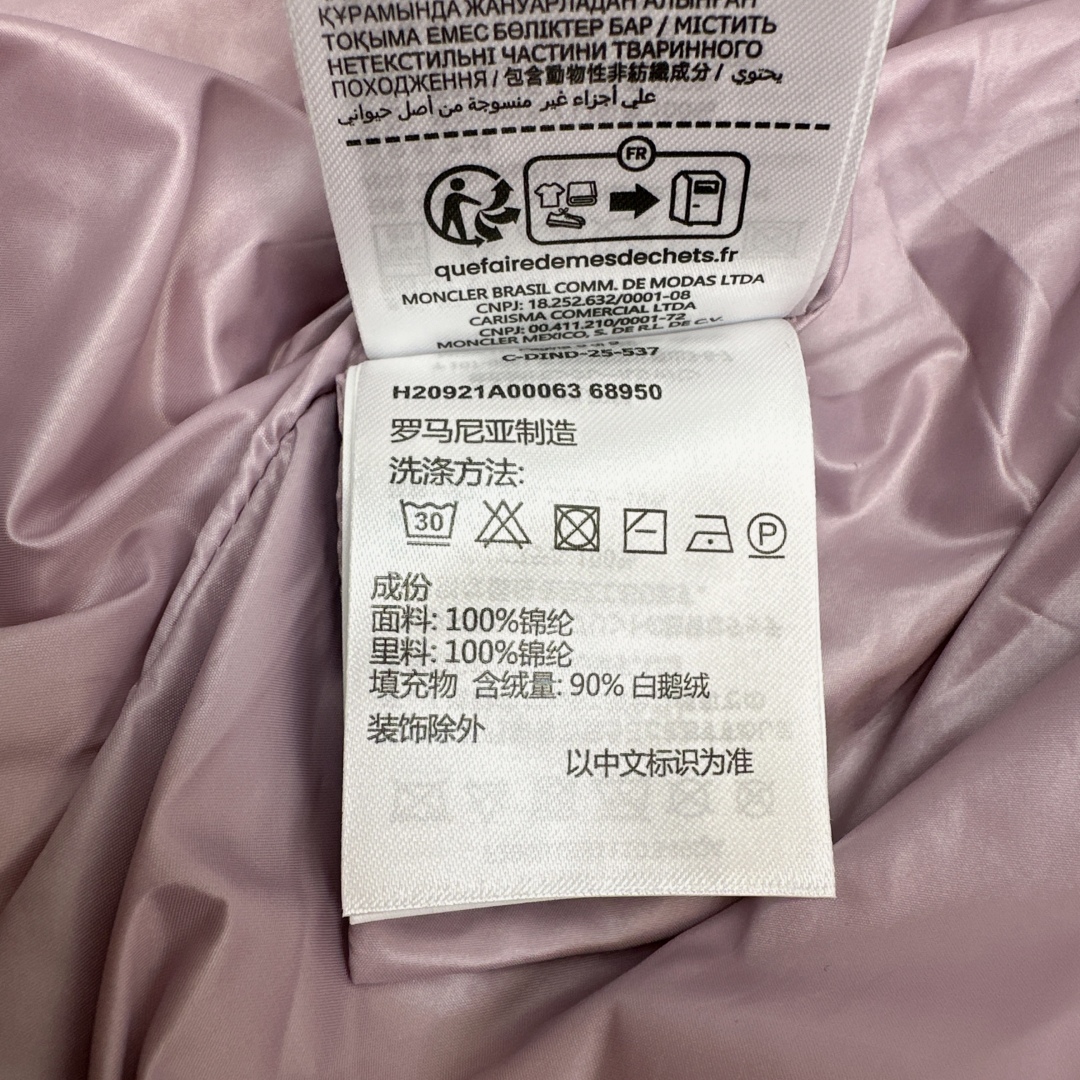 ҚҰРАМЫНДА ЖАНУАРЛАДАН АЛЫНҒАН
ТОҚЫМА ЕМЕС БӨЛІКТЕР БАР / МІСТИТЬ
НЕТЕКСТИЛЬНІ ЧАСТИНИ ТВАРИННОГО
ПОХОДЖЕННЯ / 包含動物性非紡織成分 / يحتوي
على أجزاء غير منسوجة من أصل حيواني
FR
quefairedemesdechets.fr
MONCLER BRASIL COMM. DE MODAS LTDA
CNPJ: 18.252.632/0001-08
CARISMA COMERCIAL LTDA
CNPJ: 00.411.210/0001-72
MONCLER MEXICO, S. DE R.L. DE C.V.
C-DIND-25-537
H20921A00063 68950
罗马尼亚制造
洗涤方法:
30 P
成份
面料: 100%锦纶
里料: 100%锦纶
填充物 含绒量: 90% 白鹅绒
装饰除外
以中文标识为准